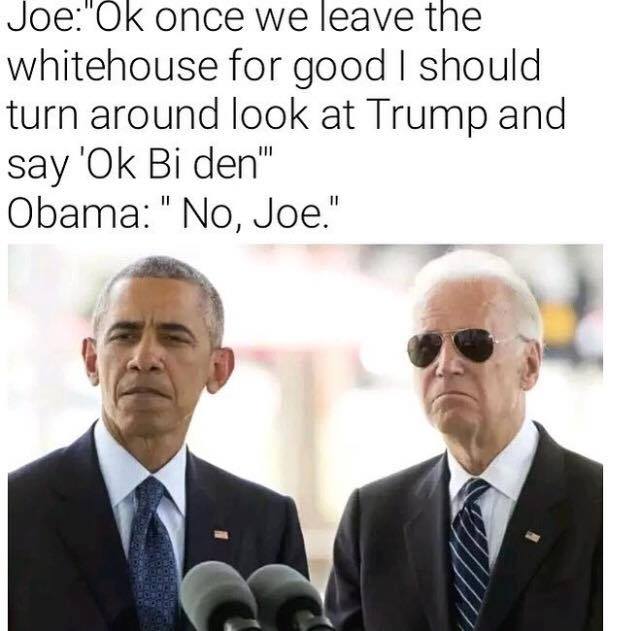 Joe:"Ok once we leave the
whitehouse for good I should
turn around look at Trump and
say 'Ok Bi den'"
Obama: " No, Joe."